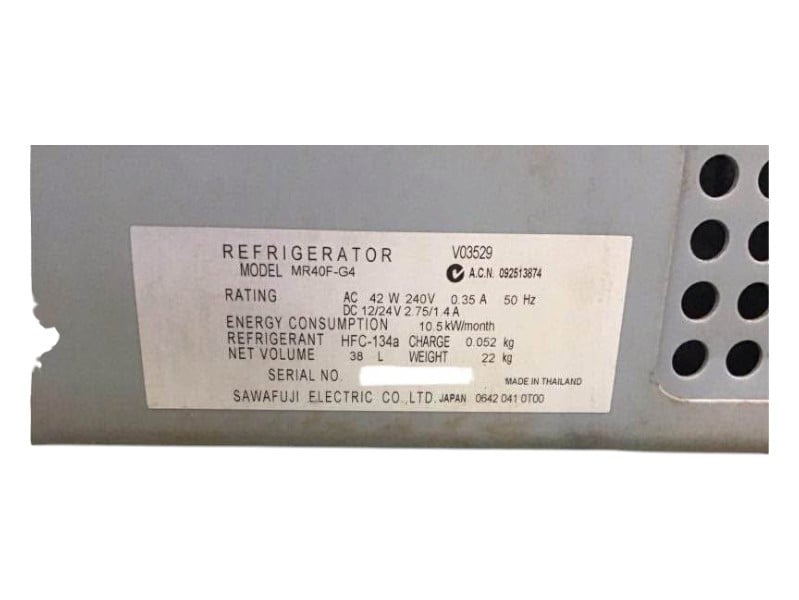 REFRIGERATOR V03529
MODEL MR40F-G4 A.C.N. 092513874
RATING AC 42 W 240V 0.35 A 50 Hz
DC 12/24V 2.75/1.4 A
ENERGY CONSUMPTION 10.5 kW/month
REFRIGERANT HFC-134a CHARGE 0.052 kg
NET VOLUME 38 L WEIGHT 22 kg
SERIAL NO. MADE IN THAILAND
SAWAFUJI ELECTRIC CO.,LTD. JAPAN 0642 041 0T00